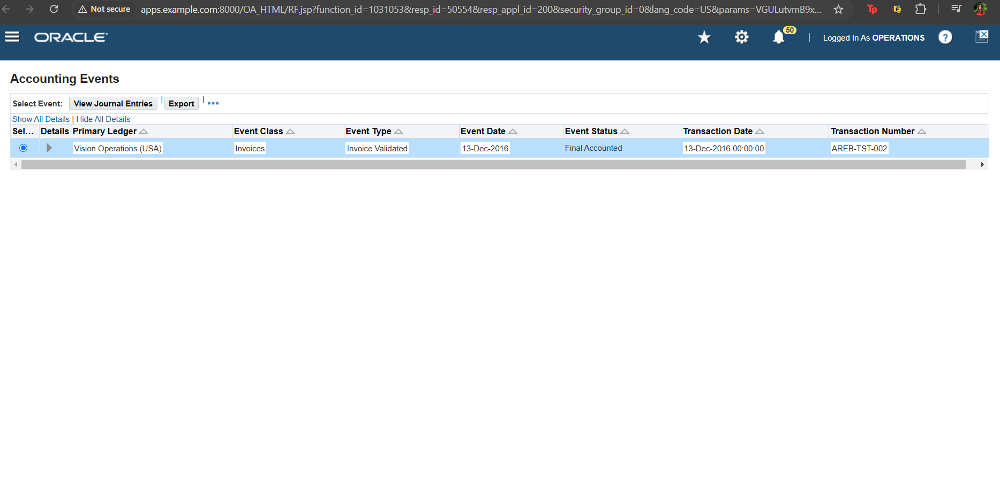 Not secure apps.example.com:8000/OA_HTML/RF.jsp?function_id=1031053&resp_id=50554&resp_appl_id=200&security_group_id=0&lang_code=US&params=VGULutvmB9x... Tp F
ORACLE 50 Logged In As OPERATIONS ?
Accounting Events
Select Event: View Journal Entries | Export | •••
Show All Details | Hide All Details
Sel... Details Primary Ledger Event Class Event Type Event Date Event Status Transaction Date Transaction Number
Vision Operations (USA) Invoices Invoice Validated 13-Dec-2016 Final Accounted 13-Dec-2016 00:00:00 AREB-TST-002